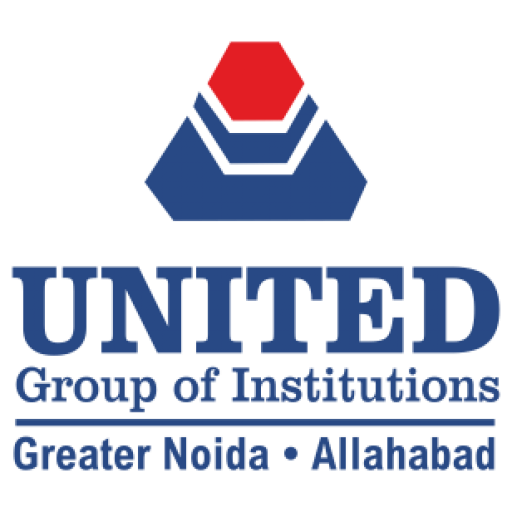 UNITED
Group of Institutions
Greater Noida • Allahabad